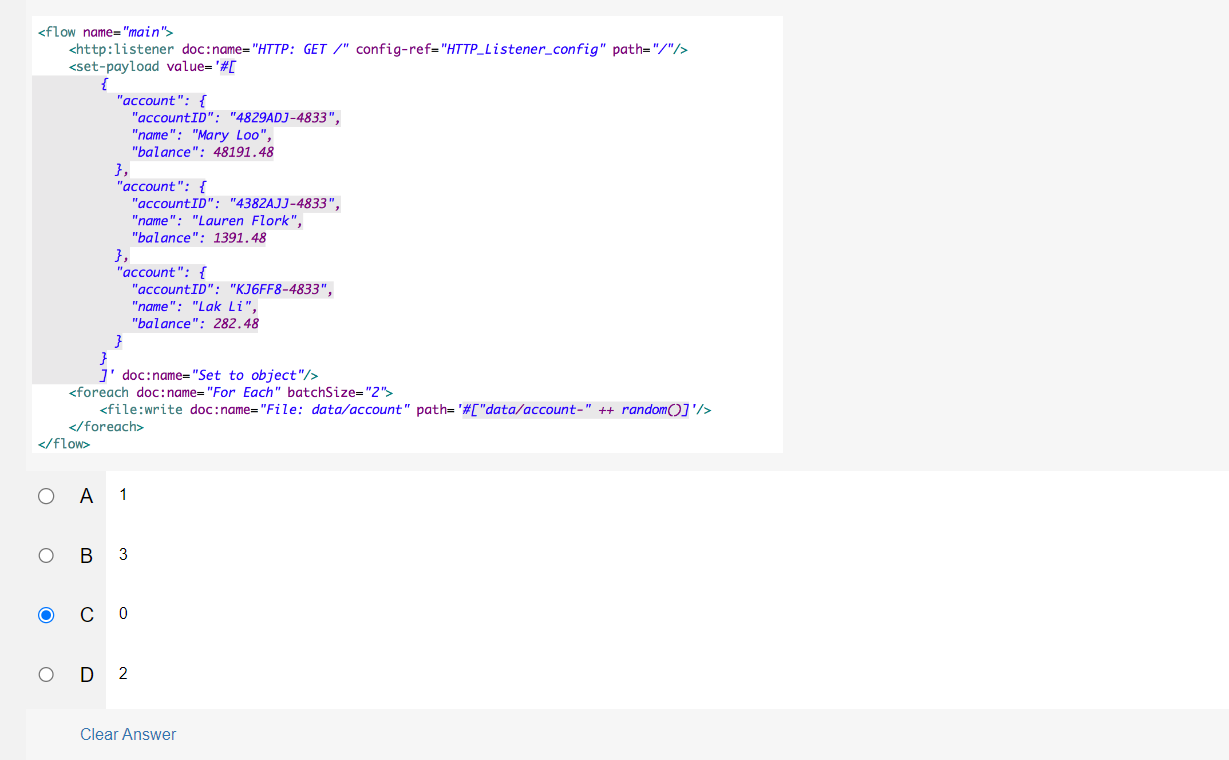 <flow name="main">
<http:listener doc:name="HTTP: GET /" config-ref="HTTP_Listener_config" path="/"/>
<set-payload value='#[
{
"account": {
"accountID": "4829ADJ-4833",
"name": "Mary Loo",
"balance": 48191.48
},
"account": {
"accountID": "4382AJJ-4833",
"name": "Lauren Flork",
"balance": 1391.48
},
"account": {
"accountID": "KJ6FF8-4833",
"name": "Lak Li",
"balance": 282.48
}
}
]' doc:name="Set to object"/>
<foreach doc:name="For Each" batchSize="2">
<file:write doc:name="File: data/account" path='#["data/account-" ++ random()]'/>
</foreach>
</flow>
A 1
B 3
C 0
D 2
Clear Answer